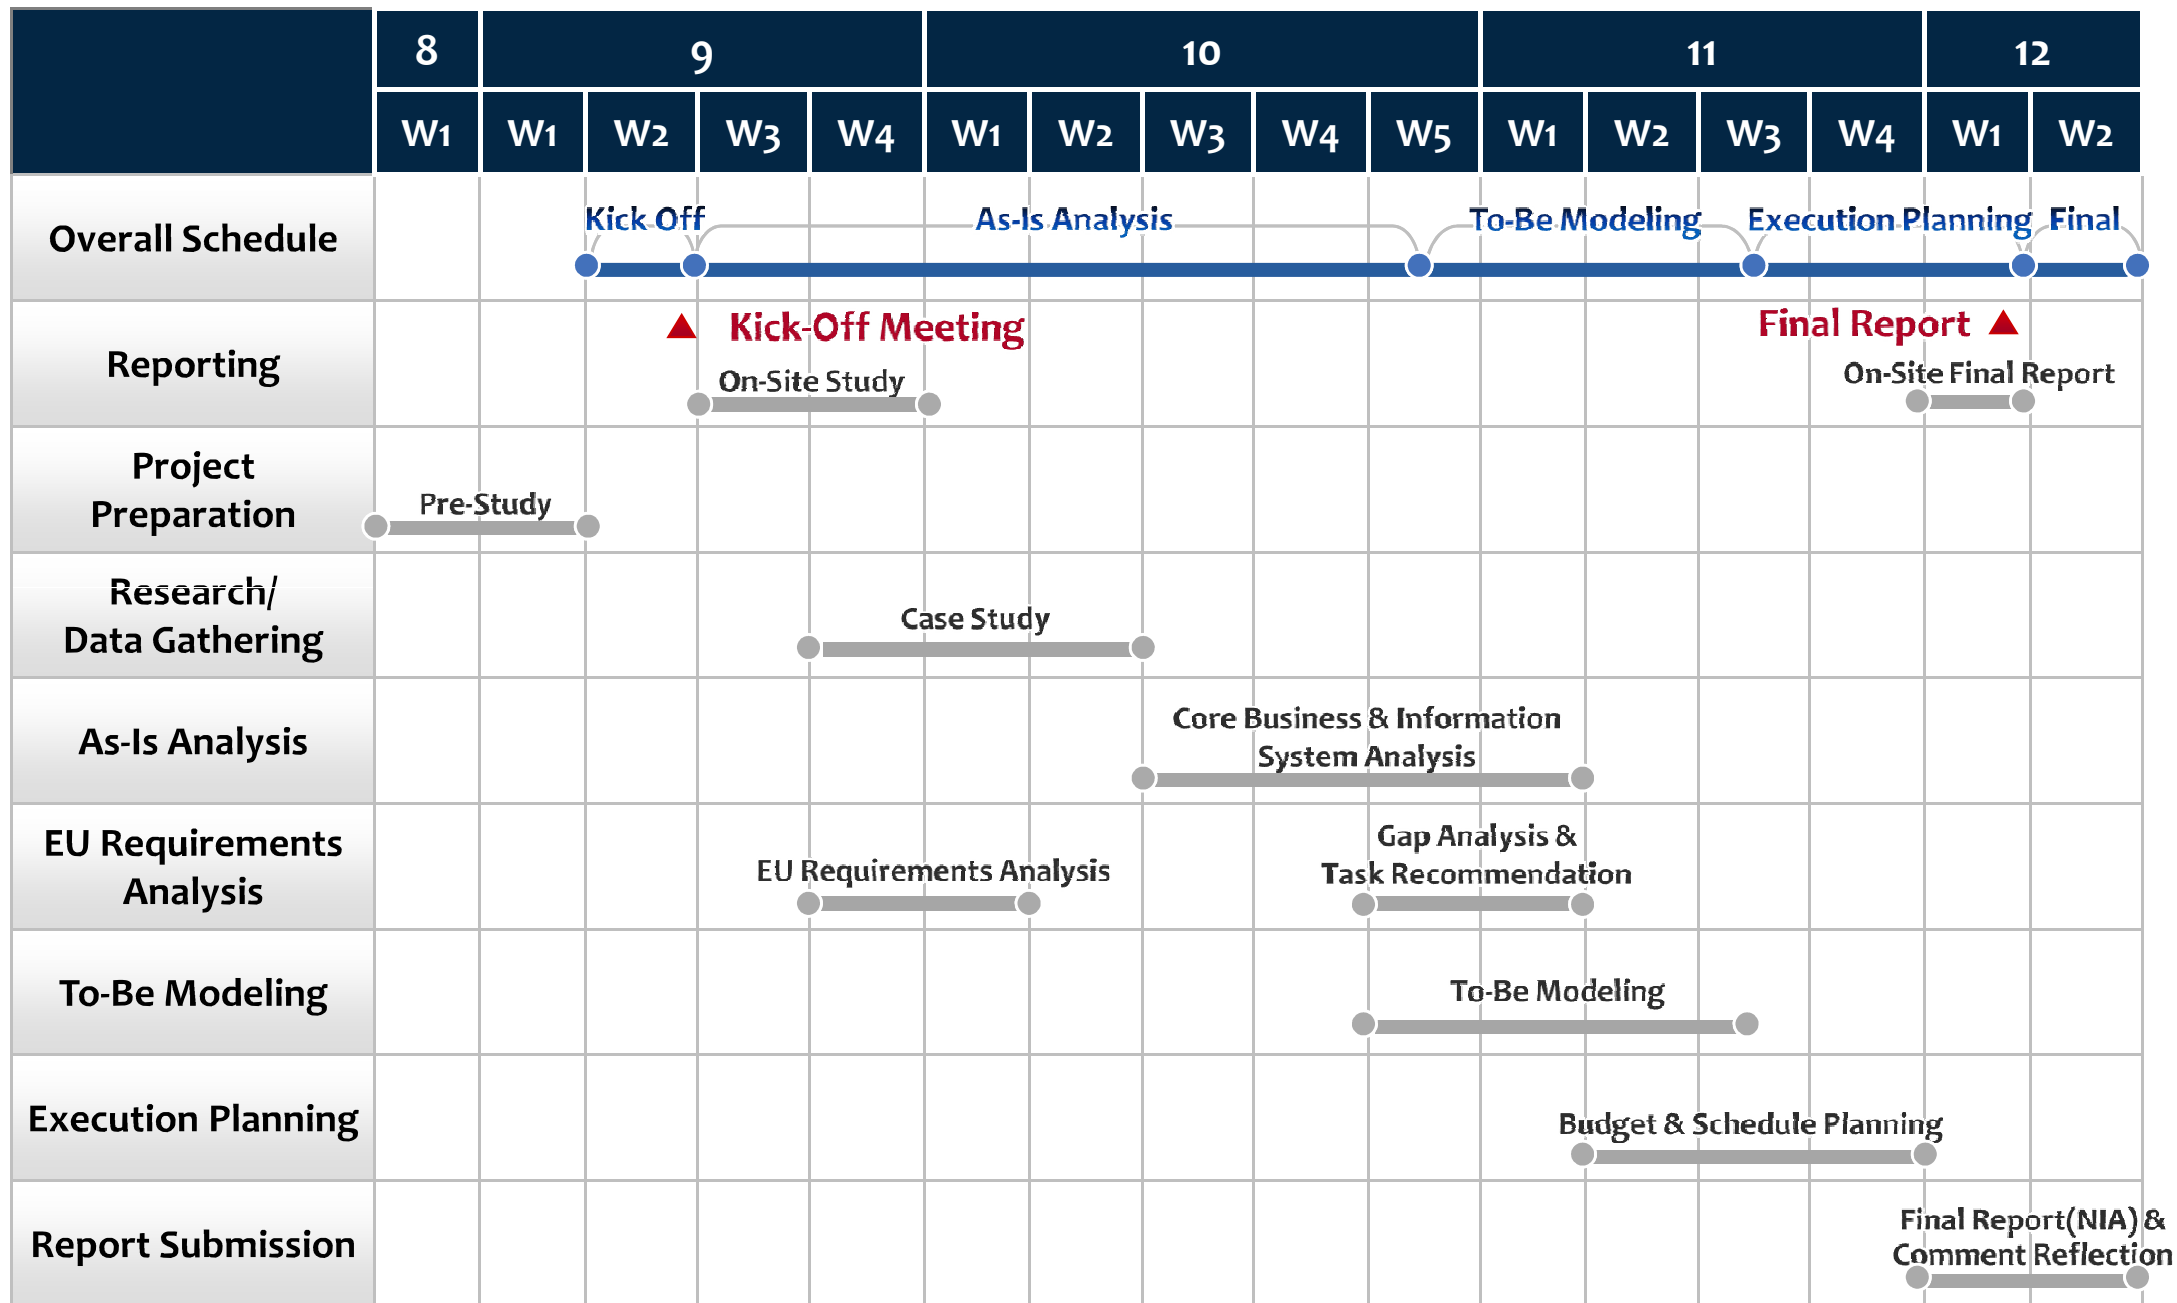 8 9 10 11 12
W1 W1 W2 W3 W4 W1 W2 W3 W4 W5 W1 W2 W3 W4 W1 W2
Overall Schedule
Kick Off As-Is Analysis To-Be Modeling Execution Planning Final
Reporting
Kick-Off Meeting
Final Report
On-Site Study
On-Site Final Report
Project
Preparation
Pre-Study
Research/
Data Gathering
Case Study
As-Is Analysis
Core Business & Information
System Analysis
EU Requirements
Analysis
EU Requirements Analysis
Gap Analysis &
Task Recommendation
To-Be Modeling
To-Be Modeling
Execution Planning
Budget & Schedule Planning
Report Submission
Final Report(NIA) &
Comment Reflection